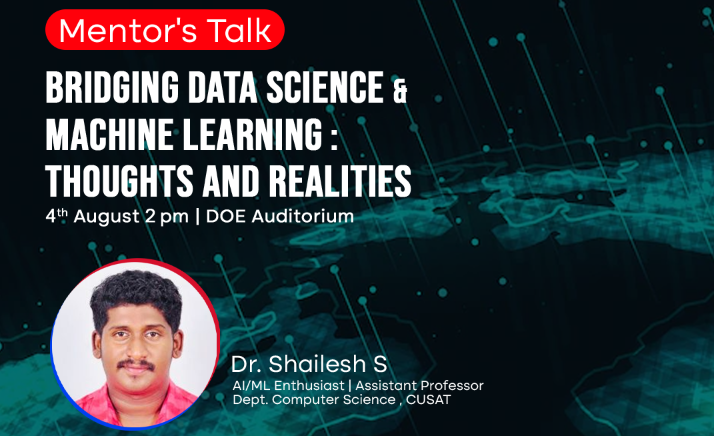 Mentor's Talk
BRIDGING DATA SCIENCE &
MACHINE LEARNING :
THOUGHTS AND REALITIES
4th August 2 pm | DOE Auditorium
Dr. Shailesh S
AI/ML Enthusiast | Assistant Professor
Dept. Computer Science , CUSAT